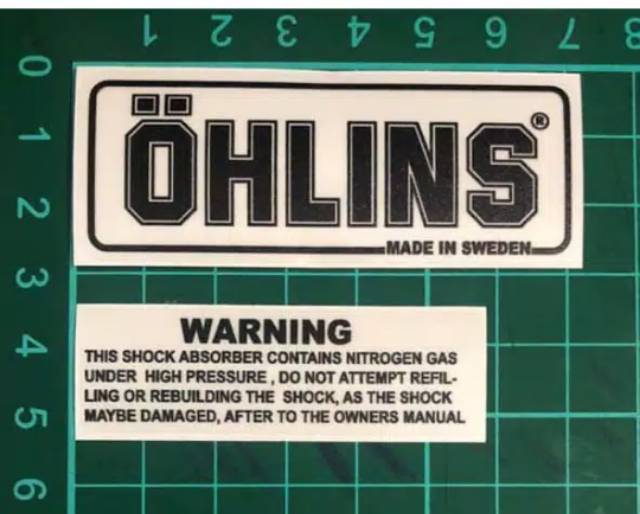 1 2 3 4 5 6 7 8
0
1
2
3
4
5
6
ÖHLINS®
MADE IN SWEDEN
WARNING
THIS SHOCK ABSORBER CONTAINS NITROGEN GAS
UNDER HIGH PRESSURE , DO NOT ATTEMPT REFIL-
LING OR REBUILDING THE SHOCK, AS THE SHOCK
MAYBE DAMAGED, AFTER TO THE OWNERS MANUAL